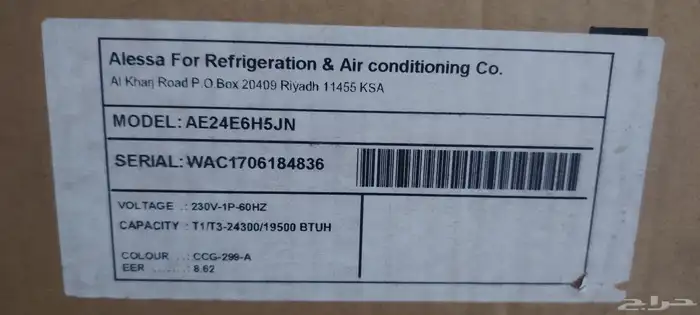 Alessa For Refrigeration & Air conditioning Co.
Al Kharj Road P.O.Box 20409 Riyadh 11455 KSA
MODEL: AE24E6H5JN
SERIAL: WAC1706184836
VOLTAGE .: 230V-1P-60HZ
CAPACITY : T1/T3-24300/19500 BTUH
COLOUR ..: CCG-299-A
EER .......: 8.62
حراج